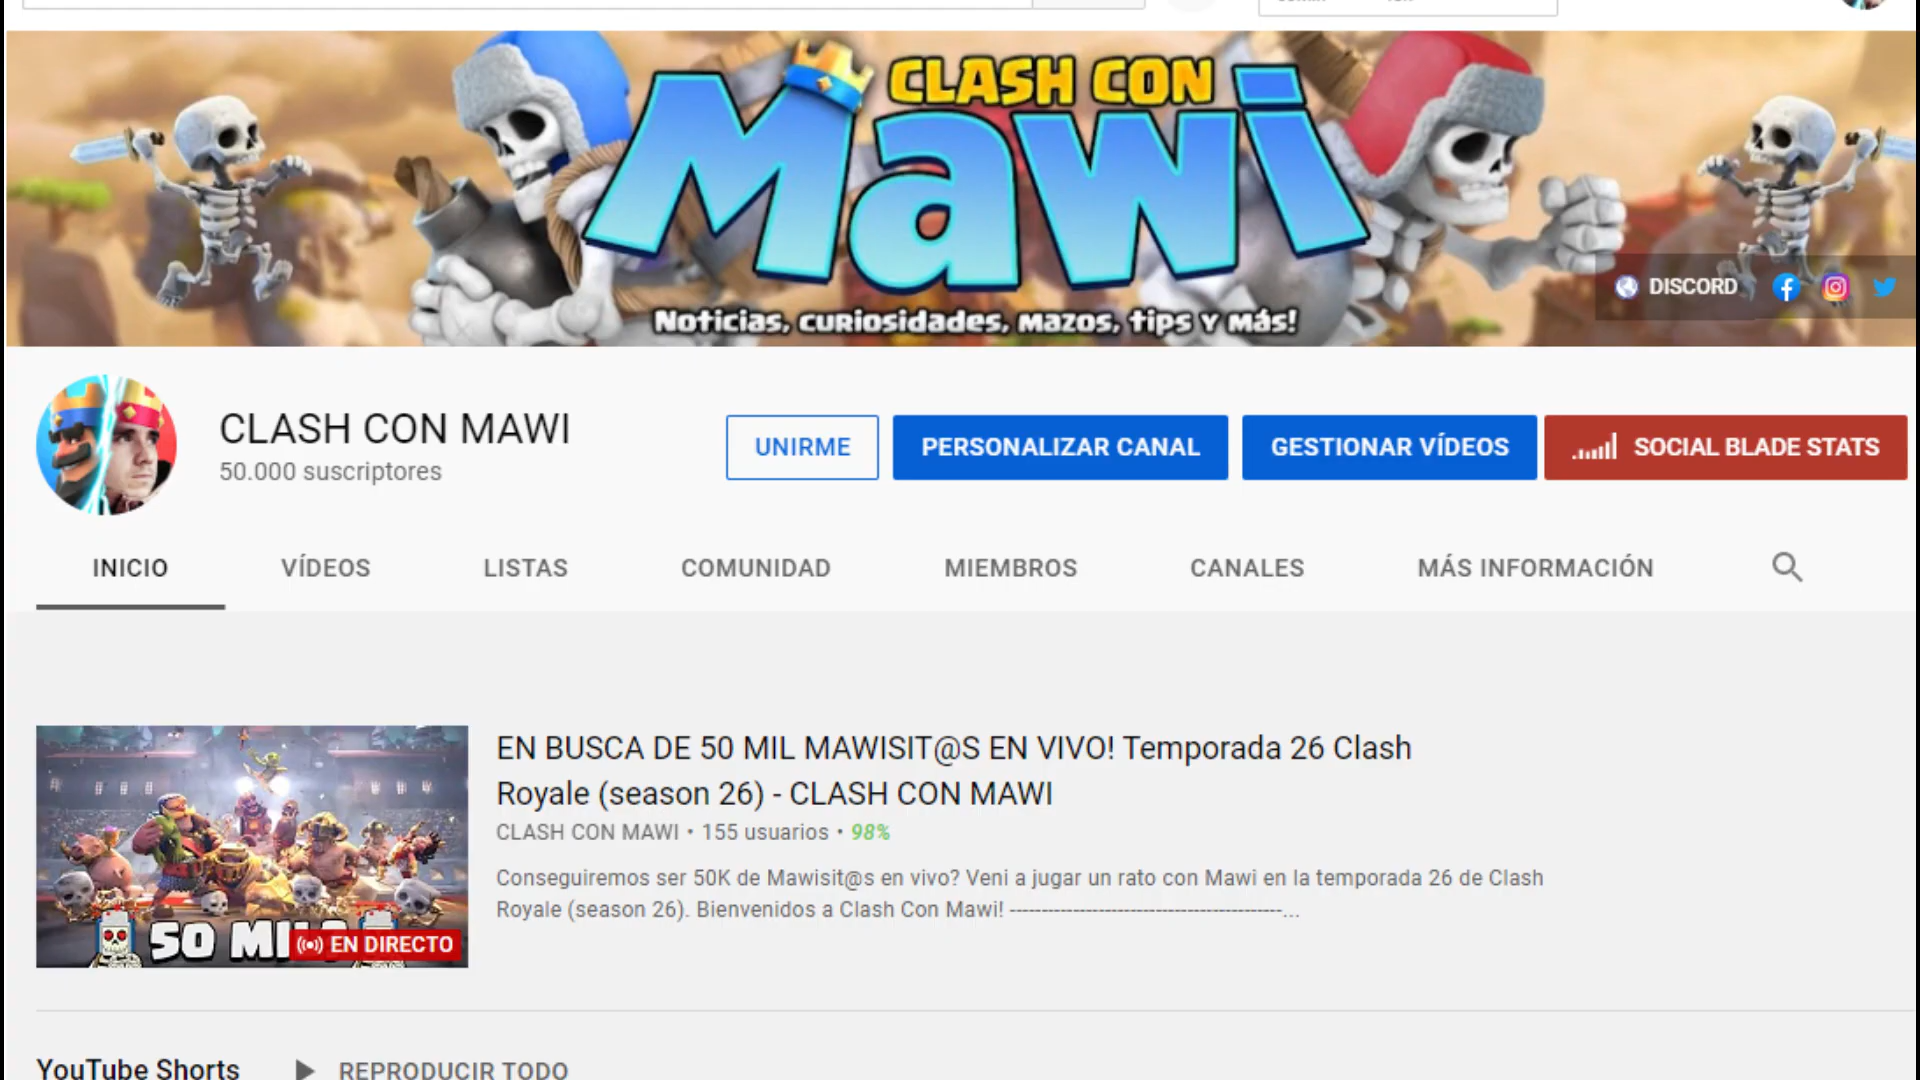 CLASH CON
Mawi
Noticias, curiosidades, mazos, tips y más!
DISCORD
CLASH CON MAWI
50.000 suscriptores
UNIRME
PERSONALIZAR CANAL
GESTIONAR VÍDEOS
SOCIAL BLADE STATS
INICIO
VÍDEOS
LISTAS
COMUNIDAD
MIEMBROS
CANALES
MÁS INFORMACIÓN
EN BUSCA DE 50 MIL MAWISIT@S EN VIVO! Temporada 26 Clash
Royale (season 26) - CLASH CON MAWI
CLASH CON MAWI • 155 usuarios • 98%
Conseguiremos ser 50K de Mawisit@s en vivo? Veni a jugar un rato con Mawi en la temporada 26 de Clash
Royale (season 26). Bienvenidos a Clash Con Mawi! -------------------------------------------...
50
EN DIRECTO
YouTube Shorts
REPRODUCIR TODO